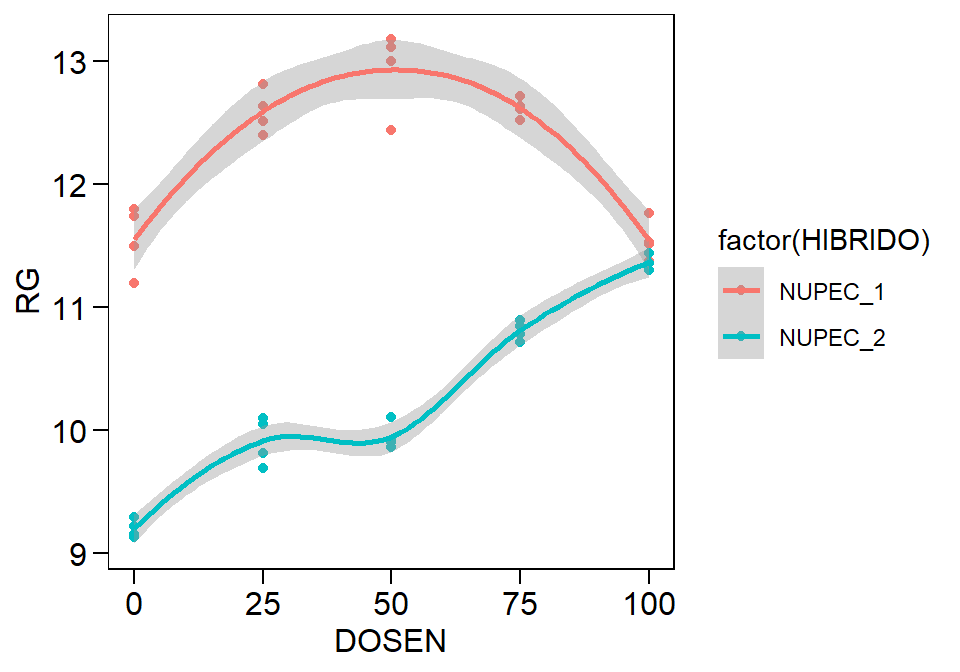 RG
13
12
11
10
9
0 25 50 75 100
DOSEN
factor(HIBRIDO)
NUPEC_1
NUPEC_2